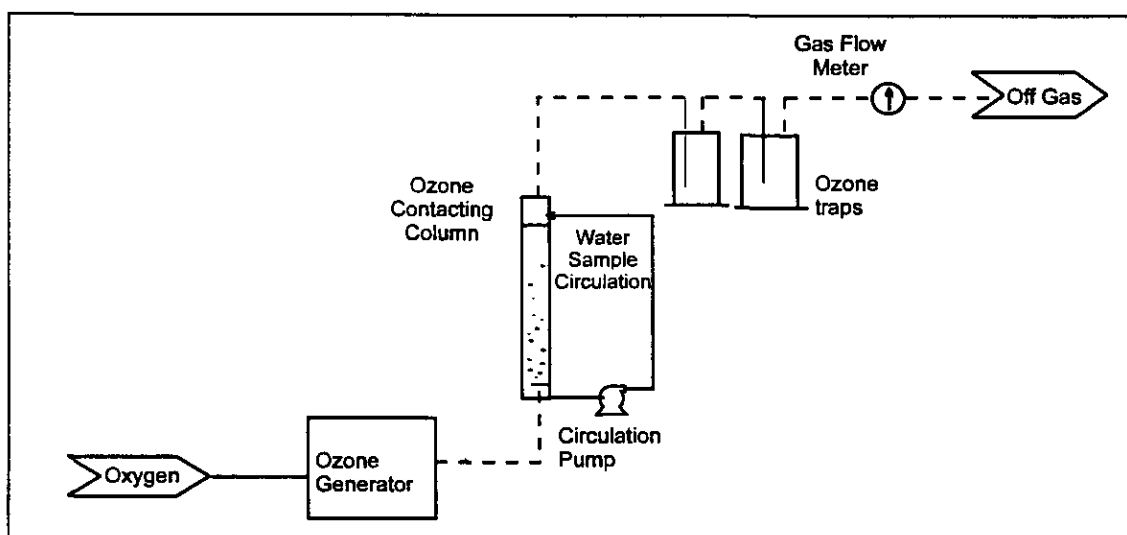 Gas Flow
Meter
Off Gas
Ozone
traps
Ozone
Contacting
Column
Water
Sample
Circulation
Circulation
Pump
Ozone
Generator
Oxygen